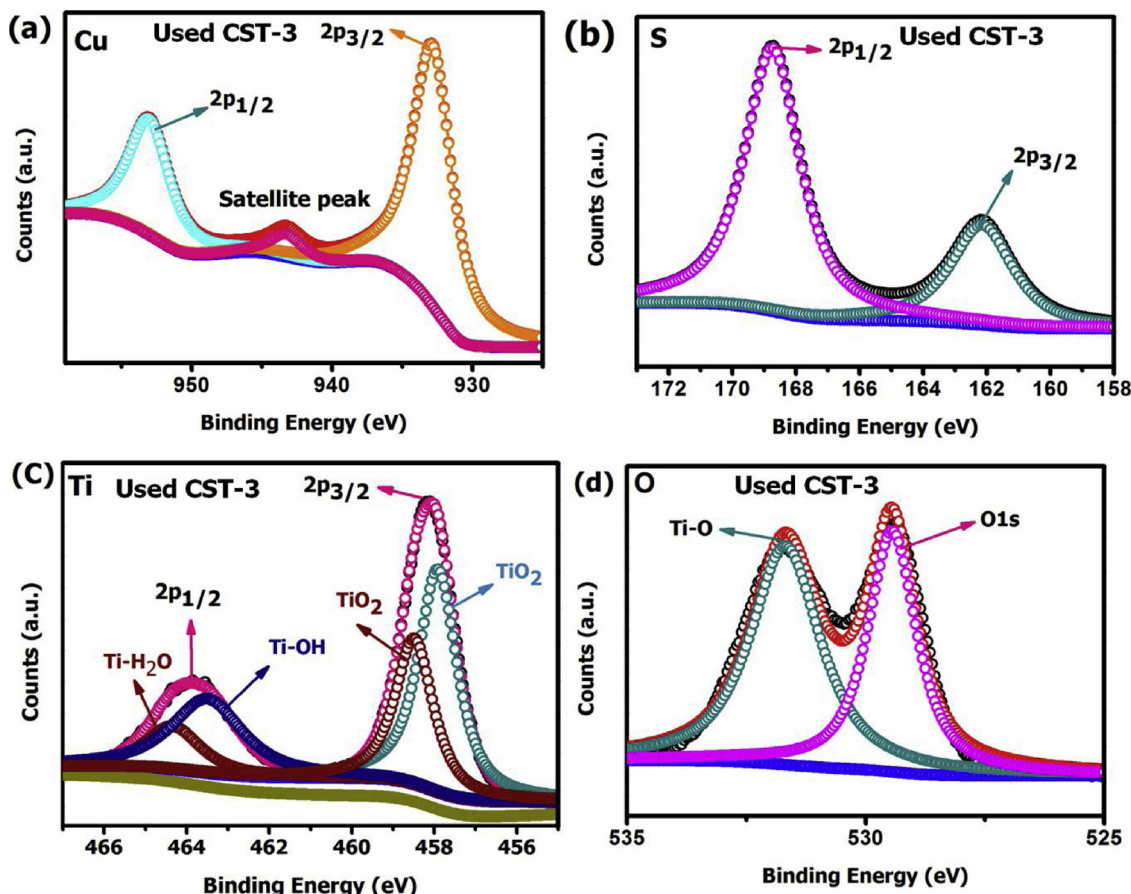 (a)
Cu
Used CST-3
2p3/2
2p1/2
Satellite peak
Counts (a.u.)
950
940
930
Binding Energy (eV)
(b)
S
Used CST-3
2p1/2
2p3/2
Counts (a.u.)
172
170
168
166
164
162
160
158
Binding Energy (eV)
(C)
Ti
Used CST-3
2p3/2
2p1/2
TiO2
TiO2
Ti-H2O
Ti-OH
Counts (a.u.)
466
464
462
460
458
456
Binding Energy (eV)
(d)
O
Used CST-3
Ti-O
O1s
Counts (a.u.)
535
530
525
Binding Energy (eV)